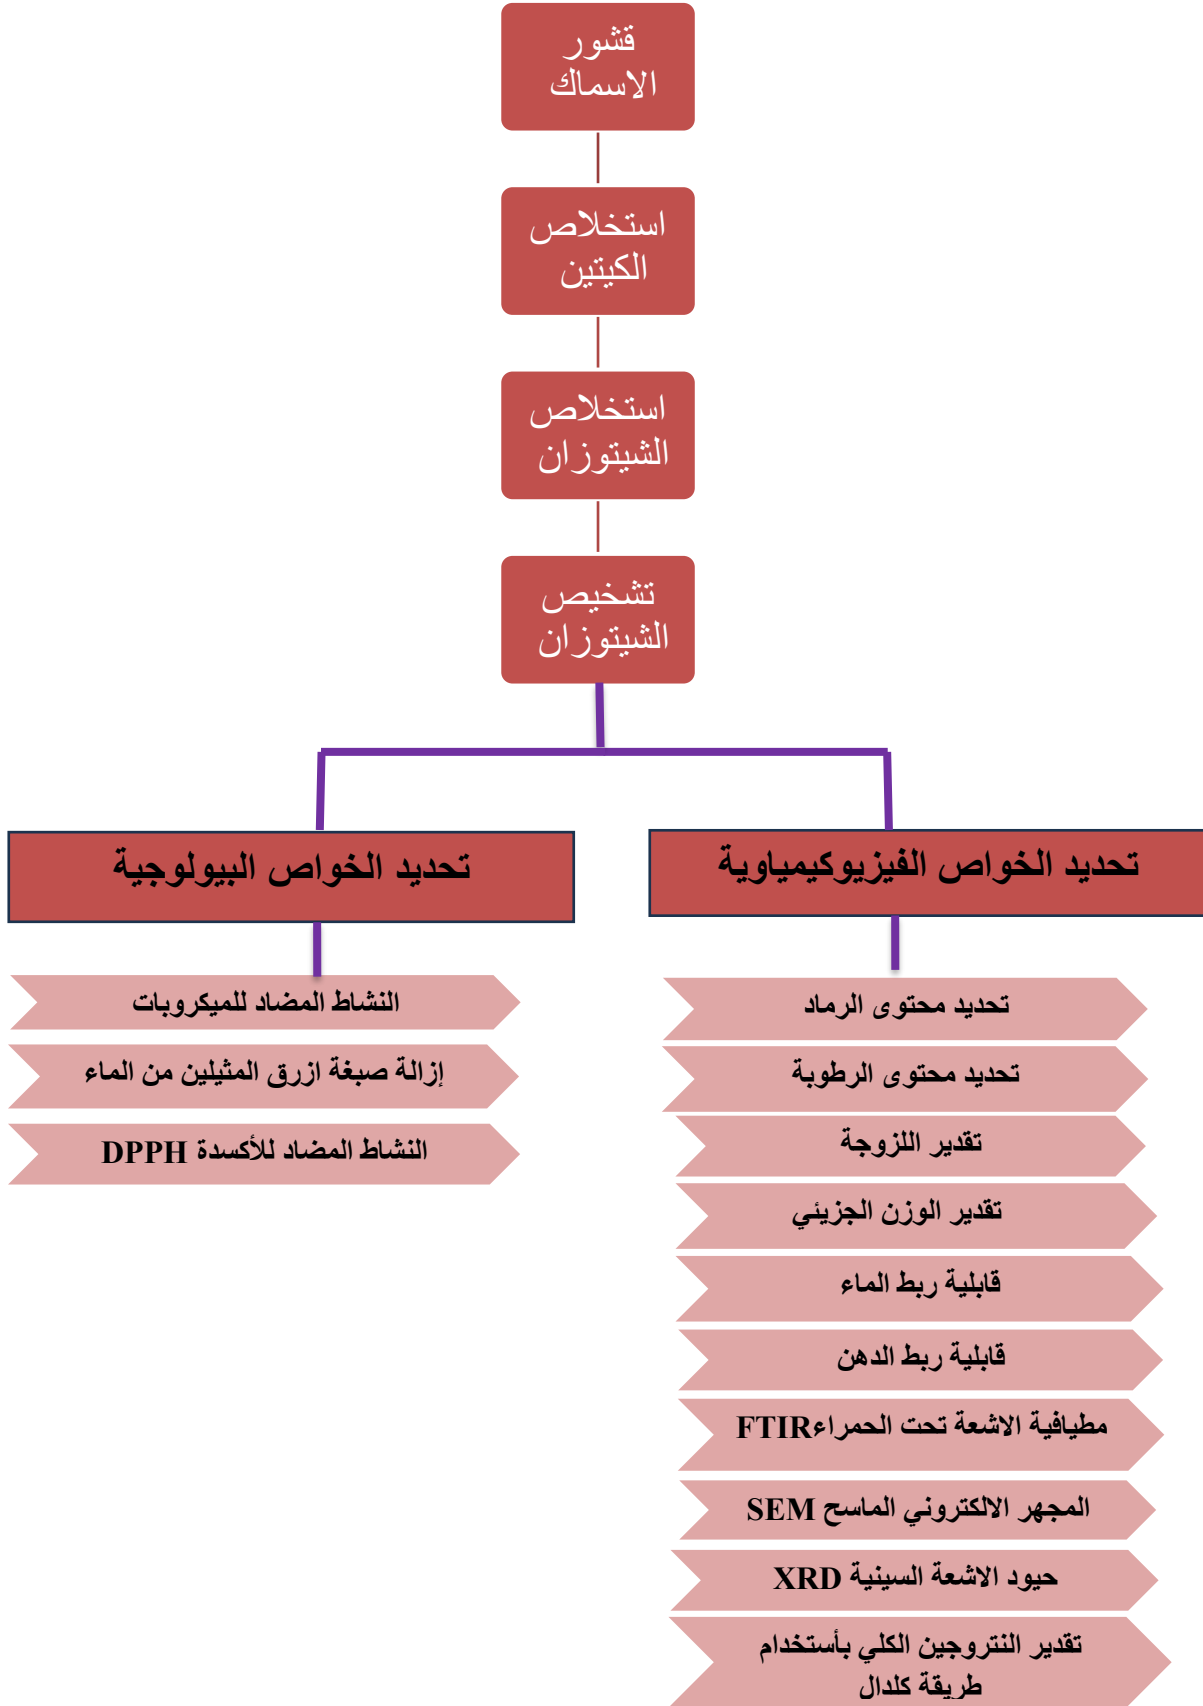 قشور
الاسماك
استخلاص
الكيتين
استخلاص
الشيتوزان
تشخيص
الشيتوزان
تحديد الخواص الفيزيوكيمياوية
تحديد محتوى الرماد
تحديد محتوى الرطوبة
تقدير اللزوجة
تقدير الوزن الجزيئي
قابلية ربط الماء
قابلية ربط الدهن
مطيافية الاشعة تحت الحمراءFTIR
المجهر الالكتروني الماسح SEM
حيود الاشعة السينية XRD
تقدير النتروجين الكلي بأستخدام
طريقة كلدال
تحديد الخواص البيولوجية
النشاط المضاد للميكروبات
إزالة صبغة ازرق المثيلين من الماء
النشاط المضاد للأكسدة DPPH